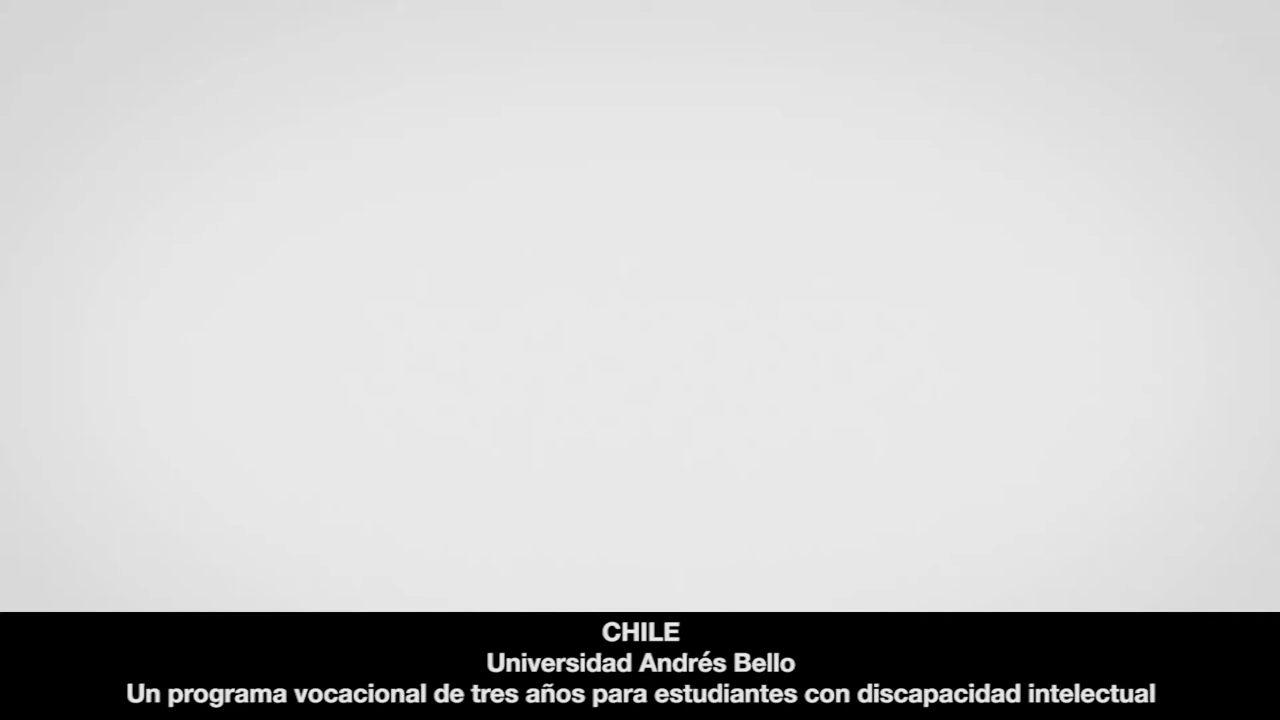 CHILE
Universidad Andrés Bello
Un programa vocacional de tres años para estudiantes con discapacidad intelectual